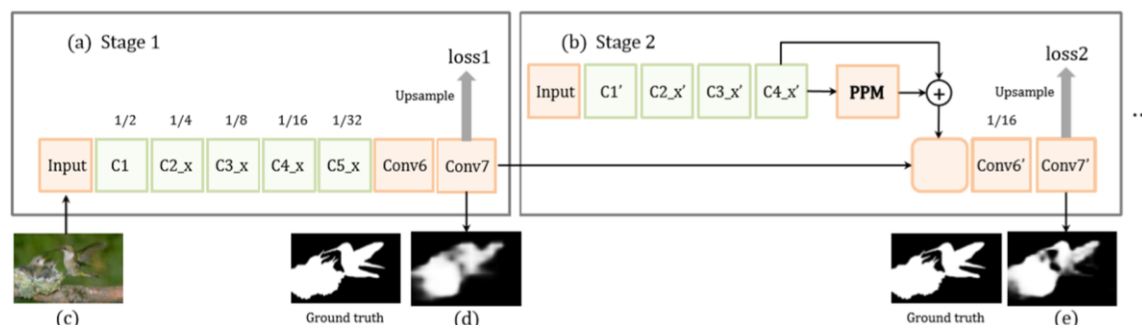 (a) Stage 1
loss1
Upsample
1/2 1/4 1/8 1/16 1/32
Input C1 C2_x C3_x C4_x C5_x Conv6 Conv7
(b) Stage 2
loss2
Input C1' C2_x' C3_x' C4_x' PPM +
Upsample
1/16
Conv6' Conv7'
...
(c) Ground truth (d)
Ground truth (e)